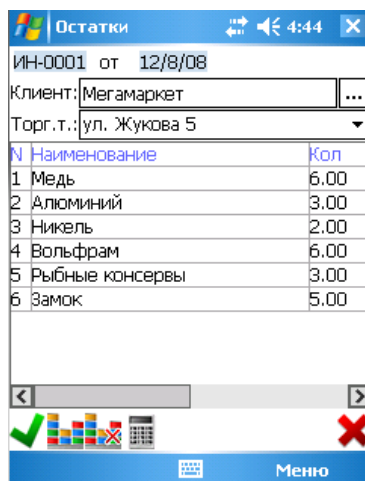 Остатки 4:44
ИН-0001 от 12/8/08
Клиент: Мегамаркет ...
Торг.т.: ул. Жукова 5
N Наименование Кол
1 Медь 6.00
2 Алюминий 3.00
3 Никель 2.00
4 Вольфрам 6.00
5 Рыбные консервы 3.00
6 Замок 5.00
Меню